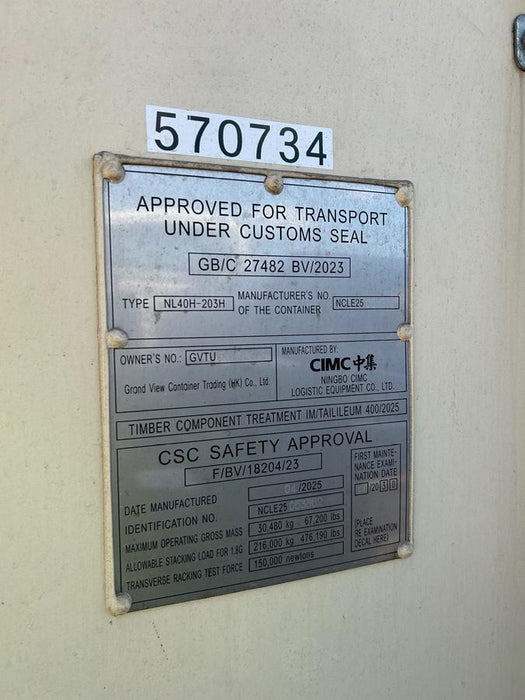 570734
APPROVED FOR TRANSPORT
UNDER CUSTOMS SEAL
GB/C 27482 BV/2023
TYPE NL40H-203H MANUFACTURER'S NO. OF THE CONTAINER NCLE25
OWNER'S NO.: GVTU
Grand View Container Trading (HK) Co., Ltd.
MANUFACTURED BY:
CIMC中集
NINGBO CIMC
LOGISTIC EQUIPMENT CO., LTD.
TIMBER COMPONENT TREATMENT IM/TAILILEUM 400/2025
CSC SAFETY APPROVAL
F/BV/18204/23
DATE MANUFACTURED /2025
IDENTIFICATION NO. NCLE25
MAXIMUM OPERATING GROSS MASS 30,480 kg 67,200 lbs
ALLOWABLE STACKING LOAD FOR 1.8G 216,000 kg 476,190 lbs
TRANSVERSE RACKING TEST FORCE 150,000 newtons
FIRST MAINTE-
NANCE EXAMI-
NATION DATE
/2030
(PLACE
RE EXAMINATION
DECAL HERE)